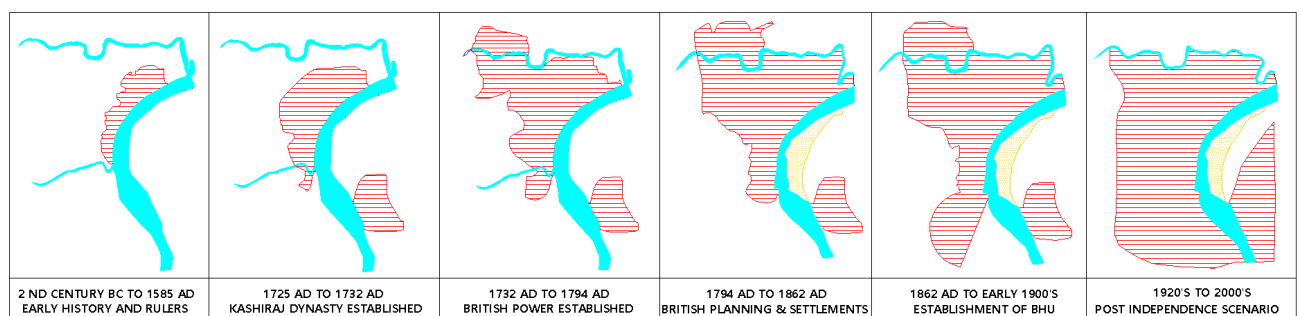 2 ND CENTURY BC TO 1585 AD
EARLY HISTORY AND RULERS
1725 AD TO 1732 AD
KASHIRAJ DYNASTY ESTABLISHED
1732 AD TO 1794 AD
BRITISH POWER ESTABLISHED
1794 AD TO 1862 AD
BRITISH PLANNING & SETTLEMENTS
1862 AD TO EARLY 1900'S
ESTABLISHMENT OF BHU
1920'S TO 2000'S
POST INDEPENDENCE SCENARIO